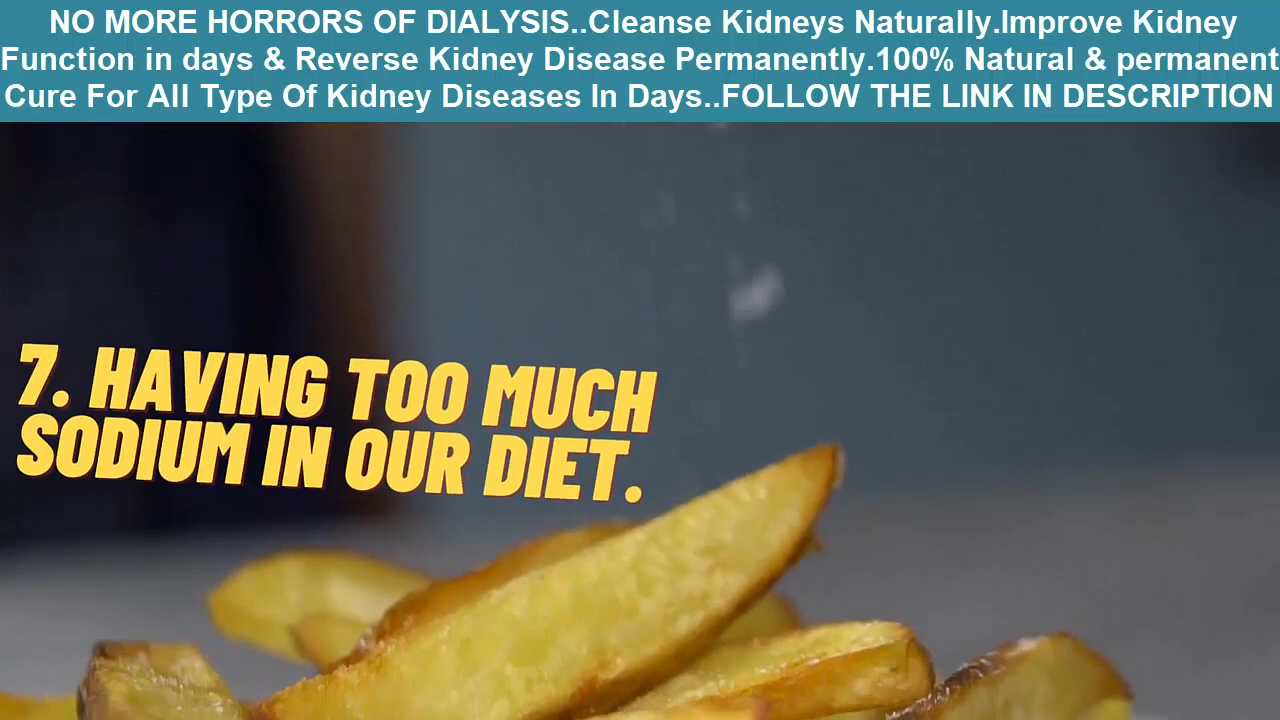 NO MORE HORRORS OF DIALYSIS..Cleanse Kidneys Naturally.Improve Kidney
Function in days & Reverse Kidney Disease Permanently.100% Natural & permanent
Cure For All Type Of Kidney Diseases In Days..FOLLOW THE LINK IN DESCRIPTION
7. HAVING TOO MUCH
SODIUM IN OUR DIET.